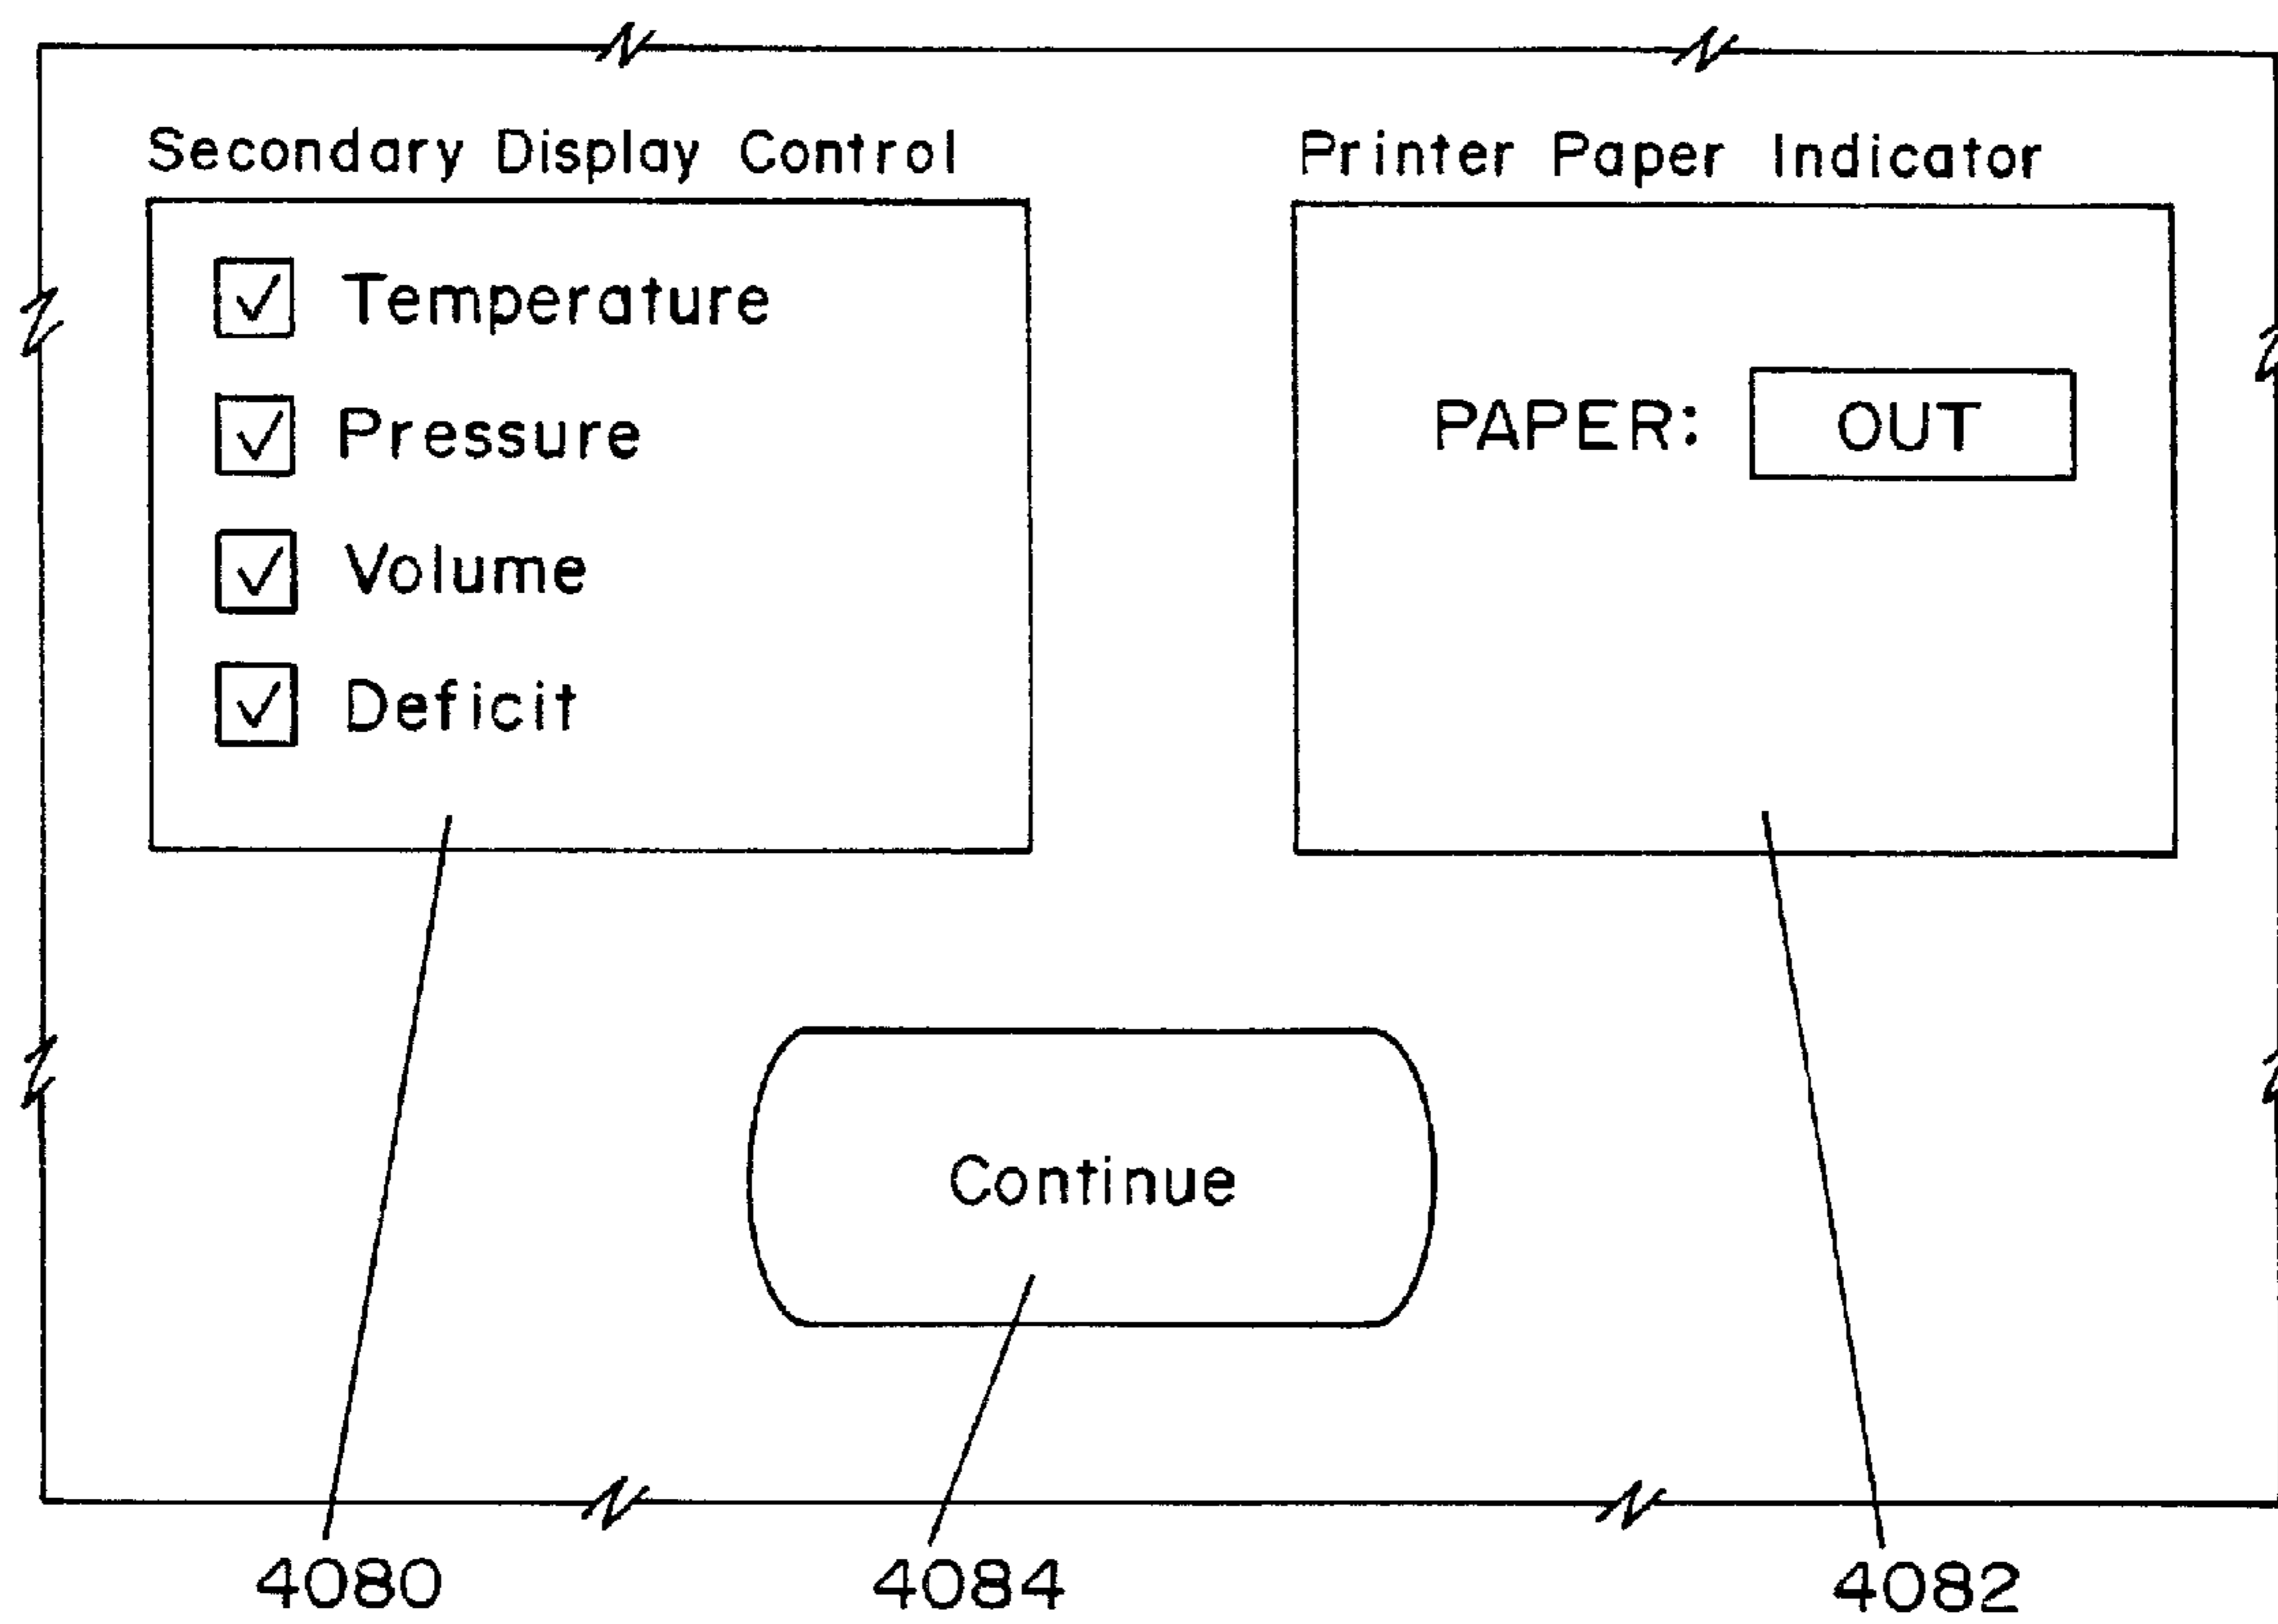 Secondary Display Control
Temperature
Pressure
Volume
Deficit
Printer Paper Indicator
PAPER: OUT
Continue
4080
4084
4082